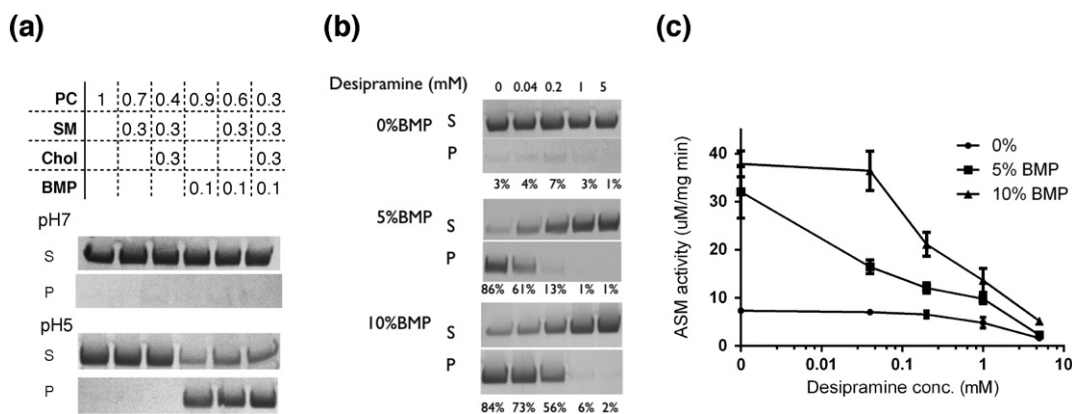 (a)
PC 1 0.7 0.4 0.9 0.6 0.3
SM 0.3 0.3 0.3 0.3
Chol 0.3 0.3
BMP 0.1 0.1 0.1
pH7
S
P
pH5
S
P
(b)
Desipramine (mM) 0 0.04 0.2 1 5
0%BMP S
P
3% 4% 7% 3% 1%
5%BMP S
P
86% 61% 13% 1% 1%
10%BMP S
P
84% 73% 56% 6% 2%
(c)
0%
5% BMP
10% BMP
ASM activity (uM/mg min)
40
30
20
10
0
0 0.01 0.1 1 10
Desipramine conc. (mM)